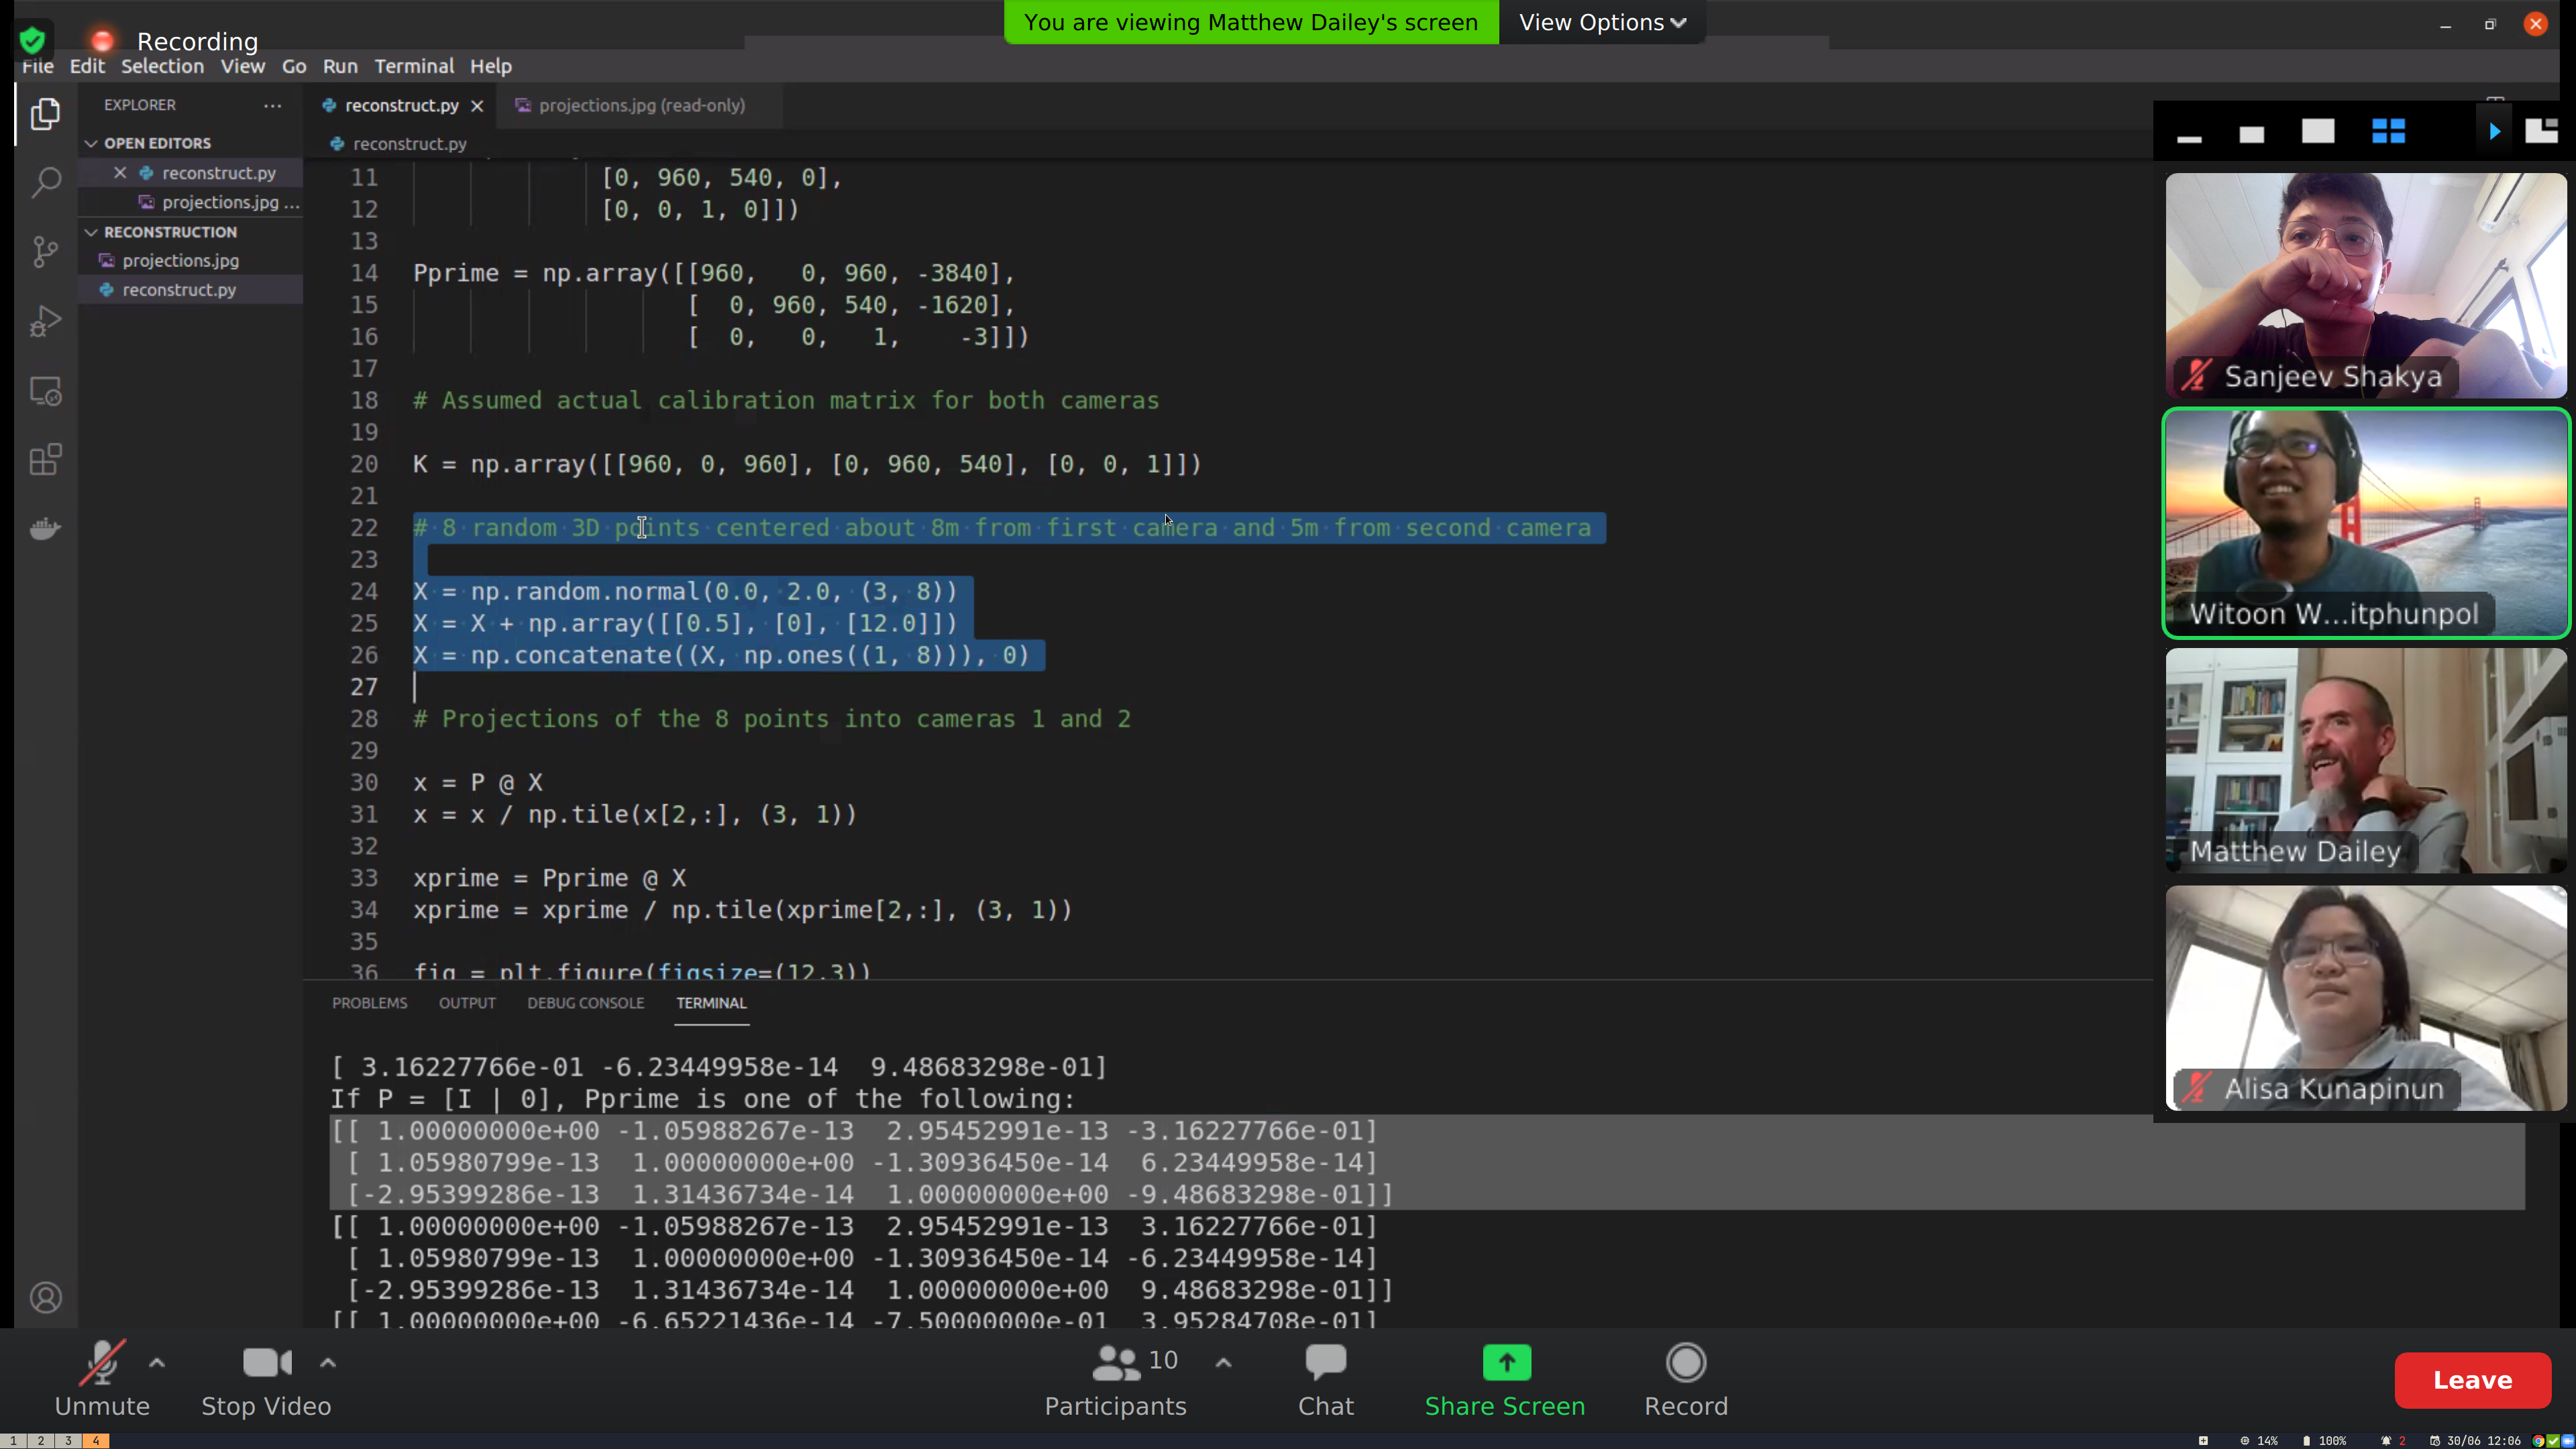 You are viewing Matthew Dailey's screen View Options
Recording
File Edit Selection View Go Run Terminal Help
EXPLORER ...
OPEN EDITORS
reconstruct.py
projections.jpg ...
RECONSTRUCTION
projections.jpg
reconstruct.py
reconstruct.py projections.jpg (read-only)
reconstruct.py
11 [0, 960, 540, 0],
12 [0, 0, 1, 0]])
13
14 Pprime = np.array([[960, 0, 960, -3840],
15 [ 0, 960, 540, -1620],
16 [ 0, 0, 1, -3]])
17
18 # Assumed actual calibration matrix for both cameras
19
20 K = np.array([[960, 0, 960], [0, 960, 540], [0, 0, 1]])
21
22 # 8 random 3D points centered about 8m from first camera and 5m from second camera
23
24 X = np.random.normal(0.0, 2.0, (3, 8))
25 X = X + np.array([[0.5], [0], [12.0]])
26 X = np.concatenate((X, np.ones((1, 8))), 0)
27
28 # Projections of the 8 points into cameras 1 and 2
29
30 x = P @ X
31 x = x / np.tile(x[2,:], (3, 1))
32
33 xprime = Pprime @ X
34 xprime = xprime / np.tile(xprime[2,:], (3, 1))
35
36 fig = plt.figure(figsize=(12,3))
PROBLEMS OUTPUT DEBUG CONSOLE TERMINAL
[ 3.16227766e-01 -6.23449958e-14 9.48683298e-01]
If P = [I | 0], Pprime is one of the following:
[[ 1.00000000e+00 -1.05988267e-13 2.95452991e-13 -3.16227766e-01]
[ 1.05980799e-13 1.00000000e+00 -1.30936450e-14 6.23449958e-14]
[-2.95399286e-13 1.31436734e-14 1.00000000e+00 -9.48683298e-01]]
[[ 1.00000000e+00 -1.05988267e-13 2.95452991e-13 3.16227766e-01]
[ 1.05980799e-13 1.00000000e+00 -1.30936450e-14 -6.23449958e-14]
[-2.95399286e-13 1.31436734e-14 1.00000000e+00 9.48683298e-01]]
[[ 1.00000000e+00 -6.65221436e-14 -7.50000000e-01 3.95284708e-01]
Sanjeev Shakya
Witoon W...itphunpol
Matthew Dailey
Alisa Kunapinun
Unmute Stop Video Participants 10 Chat Share Screen Record Leave
1 2 3 4 14% 100% 2 30/06 12:06